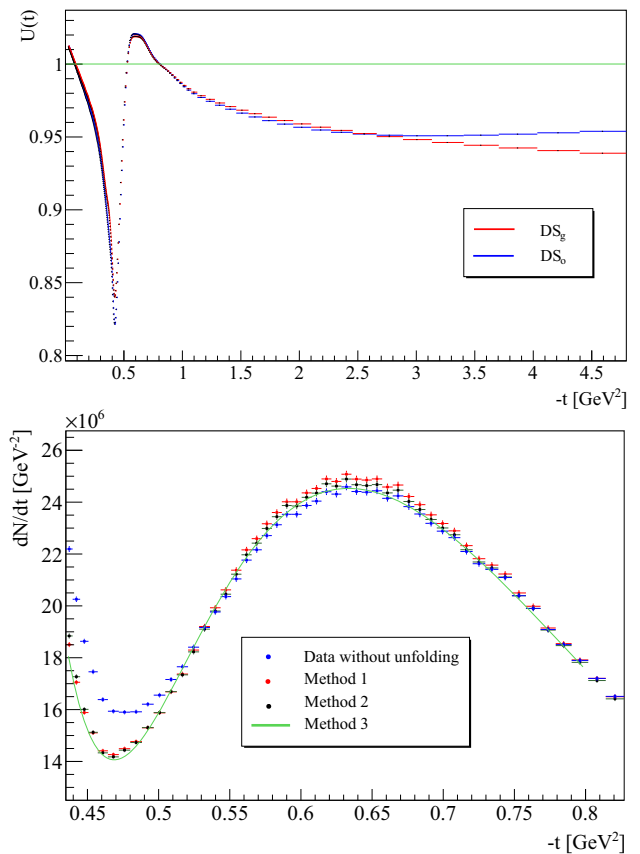 U(t)
1
0.95
0.9
0.85
0.8
DSg
DSo
0.5 1 1.5 2 2.5 3 3.5 4 4.5
-t [GeV²]
×10⁶
dN/dt [GeV⁻²]
26
24
22
20
18
16
14
Data without unfolding
Method 1
Method 2
Method 3
0.45 0.5 0.55 0.6 0.65 0.7 0.75 0.8
-t [GeV²]